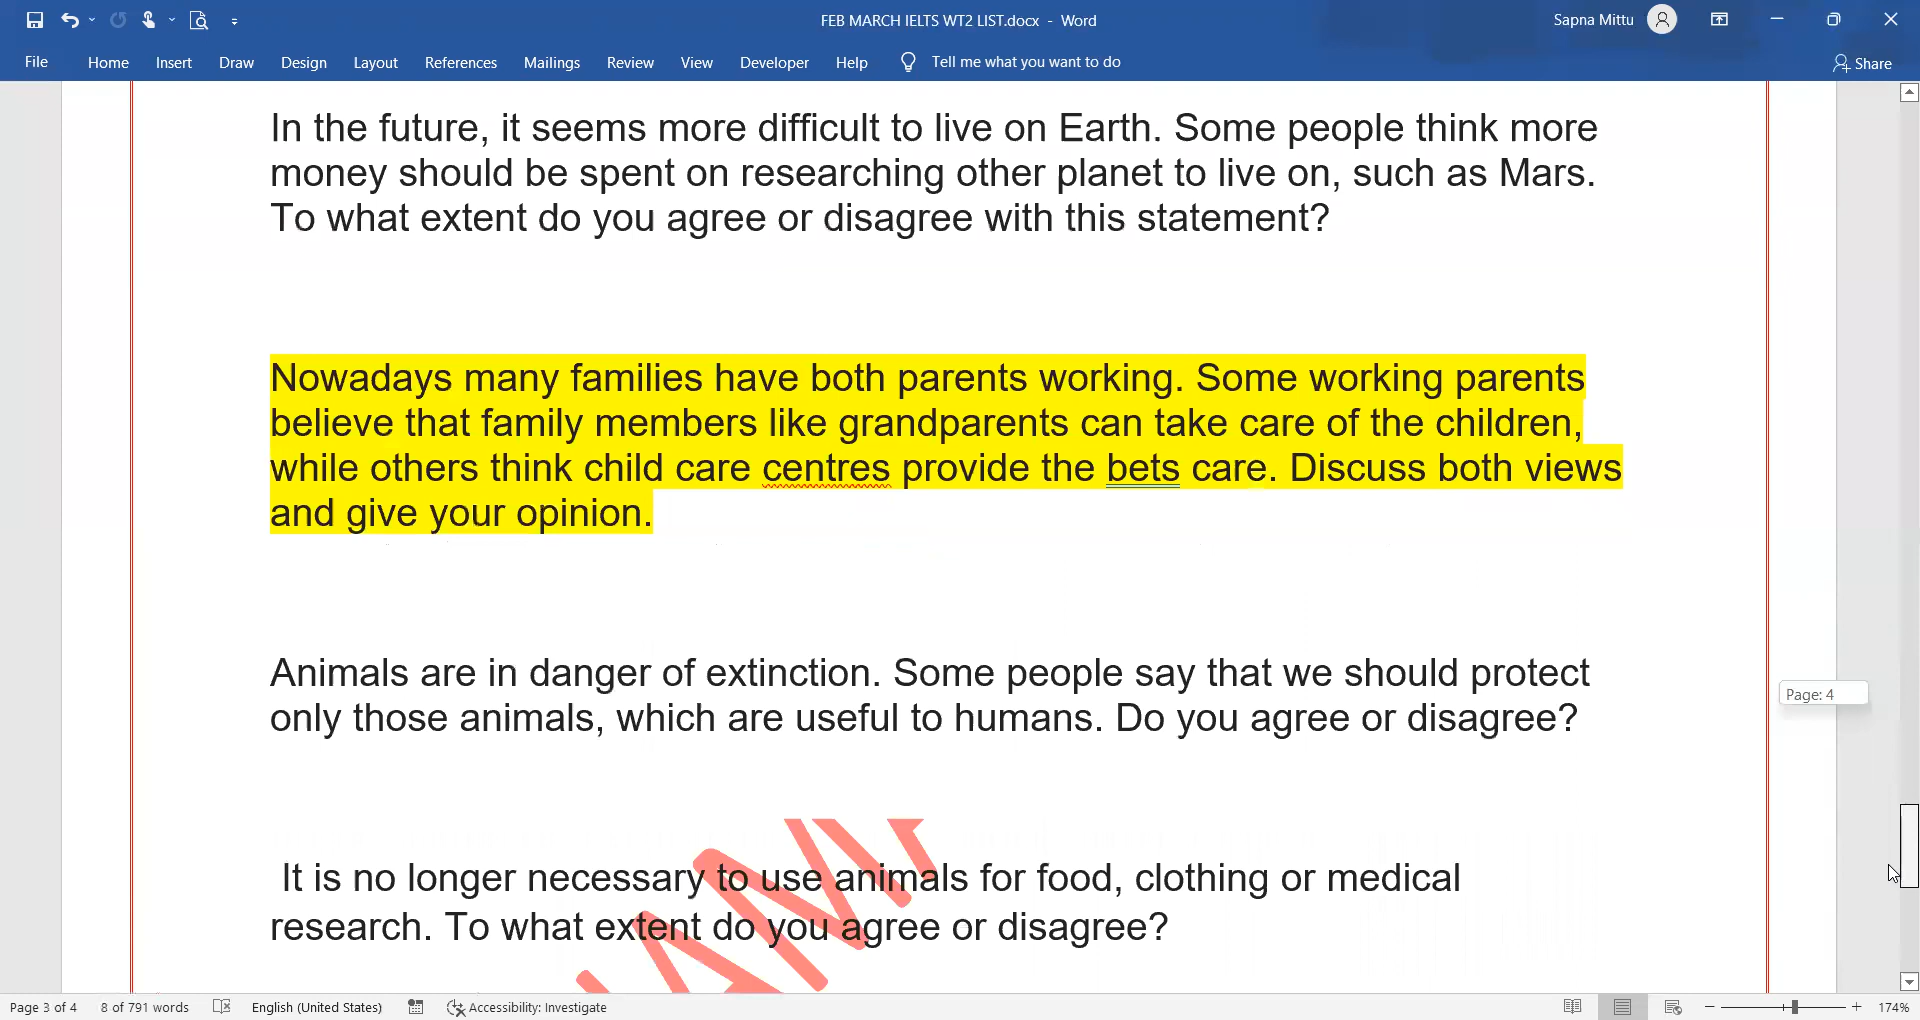 FEB MARCH IELTS WT2 LIST.docx - Word
Sapna Mittu
File Home Insert Draw Design Layout References Mailings Review View Developer Help Tell me what you want to do Share
In the future, it seems more difficult to live on Earth. Some people think more
money should be spent on researching other planet to live on, such as Mars.
To what extent do you agree or disagree with this statement?
Nowadays many families have both parents working. Some working parents
believe that family members like grandparents can take care of the children,
while others think child care centres provide the bets care. Discuss both views
and give your opinion.
Animals are in danger of extinction. Some people say that we should protect
only those animals, which are useful to humans. Do you agree or disagree?
Page: 4
It is no longer necessary to use animals for food, clothing or medical
research. To what extent do you agree or disagree?
Page 3 of 4 8 of 791 words English (United States) Accessibility: Investigate 174%